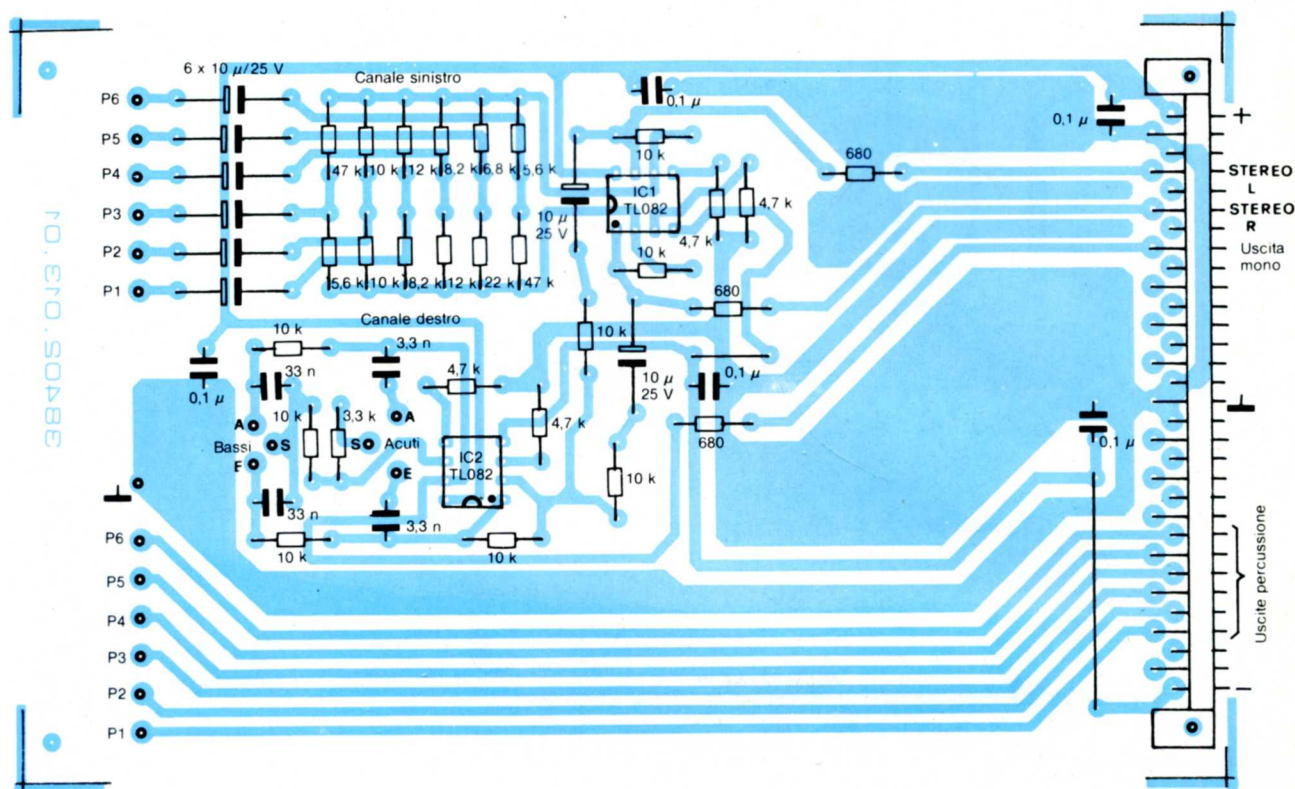 6 x 10 µ/25 V
Canale sinistro
0,1 µ
0,1 µ
+
P6
P5
P4
P3
P2
P1
10 k
680
47 k 10 k 12 k 8,2 k 6,8 k 5,6 k
STEREO
L
STEREO
R
Uscita
mono
IC1
TL082
10 µ
25 V
4,7 k
4,7 k
10 k
5,6 k 10 k 8,2 k 12 k 22 k 47 k
680
Canale destro
10 k
3,3 n
10 k
33 n
4,7 k
0,1 µ
10 µ
25 V
0,1 µ
10 k
3,3 k
A
A
4,7 k
680
0,1 µ
Bassi
S
S
Acuti
F
E
IC2
TL082
10 k
33 n
3,3 n
10 k
10 k
38402.013.01
P6
P5
P4
P3
P2
P1
Uscite percussione
−